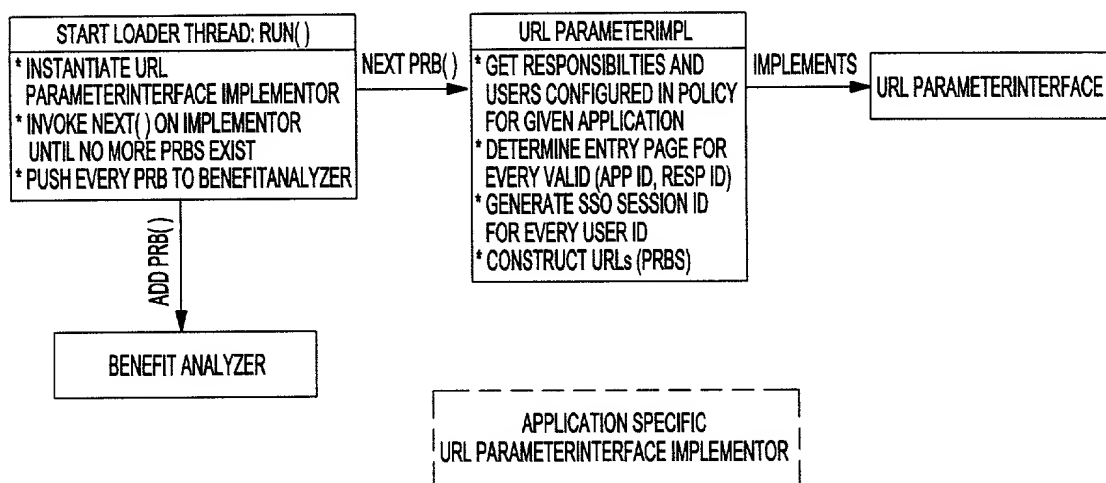 START LOADER THREAD: RUN( )
* INSTANTIATE URL
PARAMETERINTERFACE IMPLEMENTOR
* INVOKE NEXT( ) ON IMPLEMENTOR
UNTIL NO MORE PRBS EXIST
* PUSH EVERY PRB TO BENEFITANALYZER
NEXT PRB( )
URL PARAMETERIMPL
* GET RESPONSIBILTIES AND
USERS CONFIGURED IN POLICY
FOR GIVEN APPLICATION
* DETERMINE ENTRY PAGE FOR
EVERY VALID (APP ID, RESP ID)
* GENERATE SSO SESSION ID
FOR EVERY USER ID
* CONSTRUCT URLs (PRBS)
IMPLEMENTS
URL PARAMETERINTERFACE
ADD PRB( )
BENEFIT ANALYZER
APPLICATION SPECIFIC
URL PARAMETERINTERFACE IMPLEMENTOR